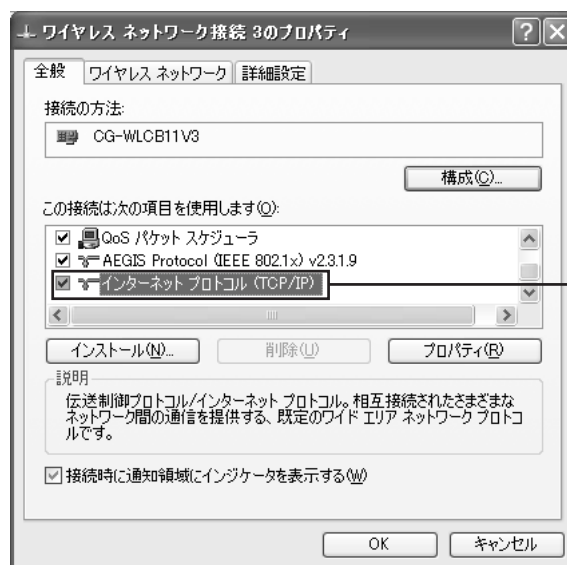 ワイヤレス ネットワーク接続 3のプロパティ
全般 ワイヤレス ネットワーク 詳細設定
接続の方法:
CG-WLCB11V3
構成(C)...
この接続は次の項目を使用します(O):
QoS パケット スケジューラ
AEGIS Protocol (IEEE 802.1x) v2.3.1.9
インターネット プロトコル (TCP/IP)
インストール(N)... 削除(U) プロパティ(R)
説明
伝送制御プロトコル/インターネット プロトコル。相互接続されたさまざまな
ネットワーク間の通信を提供する、既定のワイド エリア ネットワーク プロトコ
ルです。
接続時に通知領域にインジケータを表示する(W)
OK キャンセル